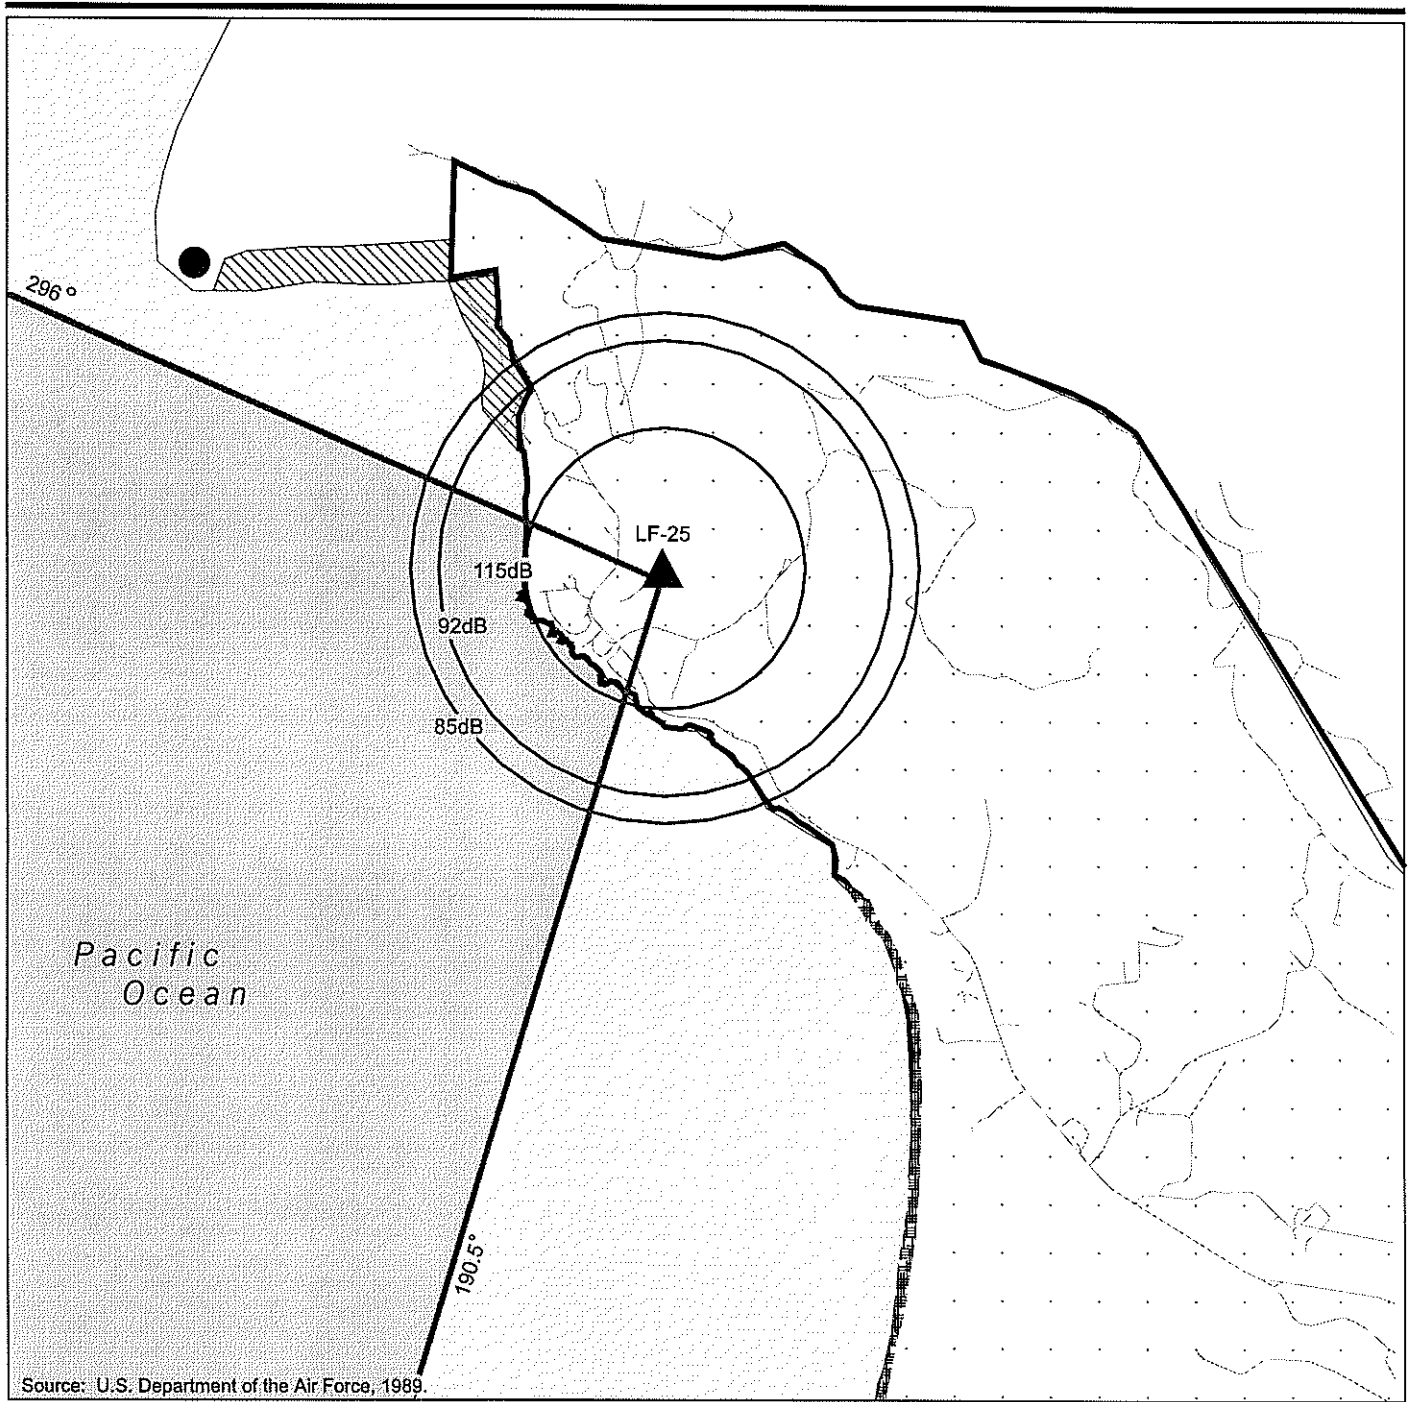 296°
LF-25
115dB
92dB
85dB
Pacific
Ocean
190.5°
Source: U.S. Department of the Air Force, 1989.